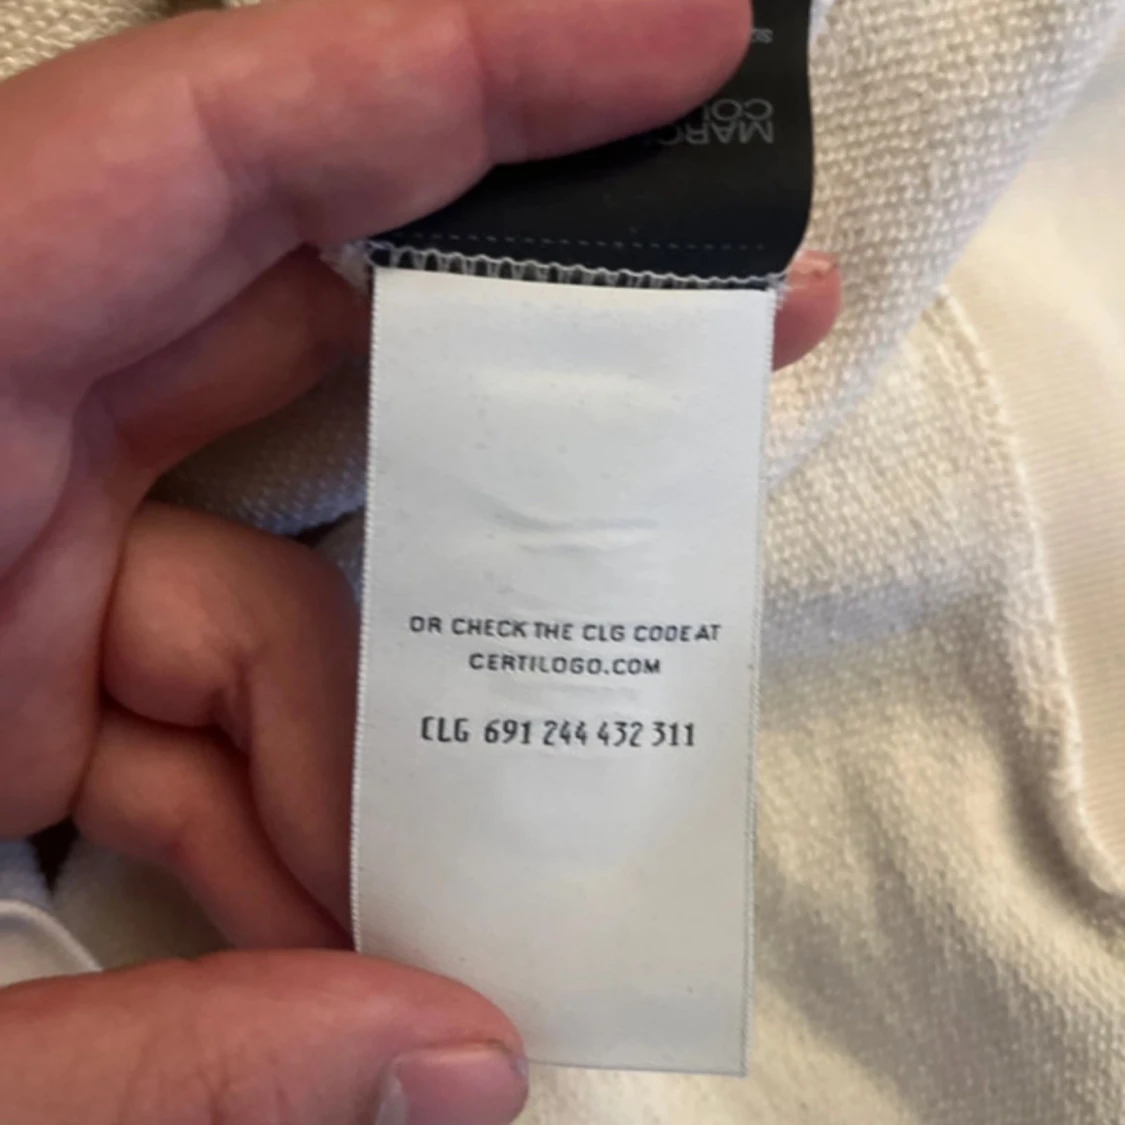 OR CHECK THE CLG CODE AT
CERTILOGO.COM
CLG 691 244 432 311